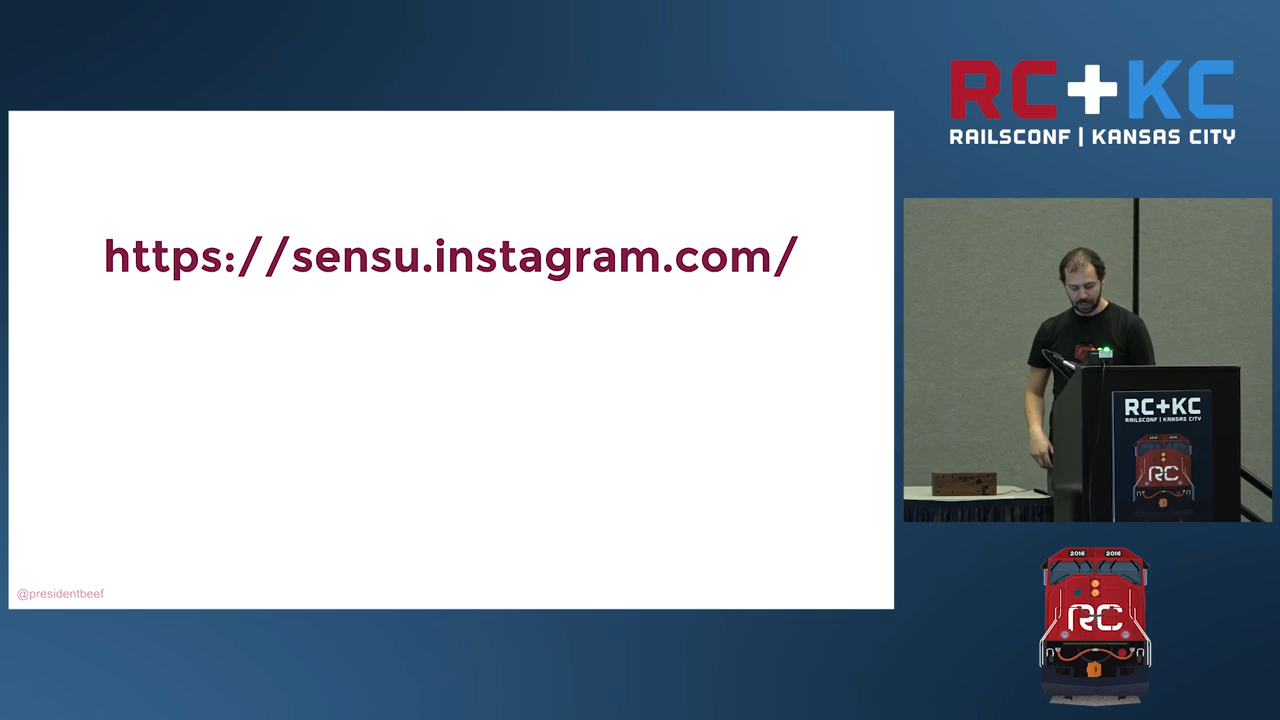 https://sensu.instagram.com/
@presidentbeef
RC+KC
RAILSCONF | KANSAS CITY
RC+KC
RAILSCONF | KANSAS CITY
RC
2016 2016
RC